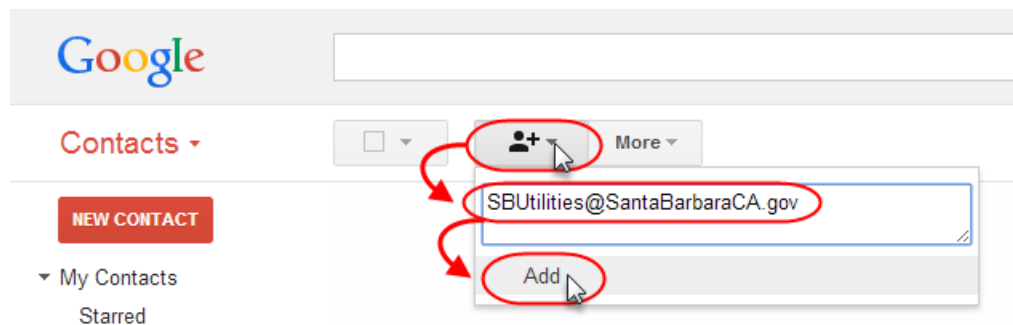 Google
Contacts
More
SBUtilities@SantaBarbaraCA.gov
NEW CONTACT
My Contacts
Add
Starred